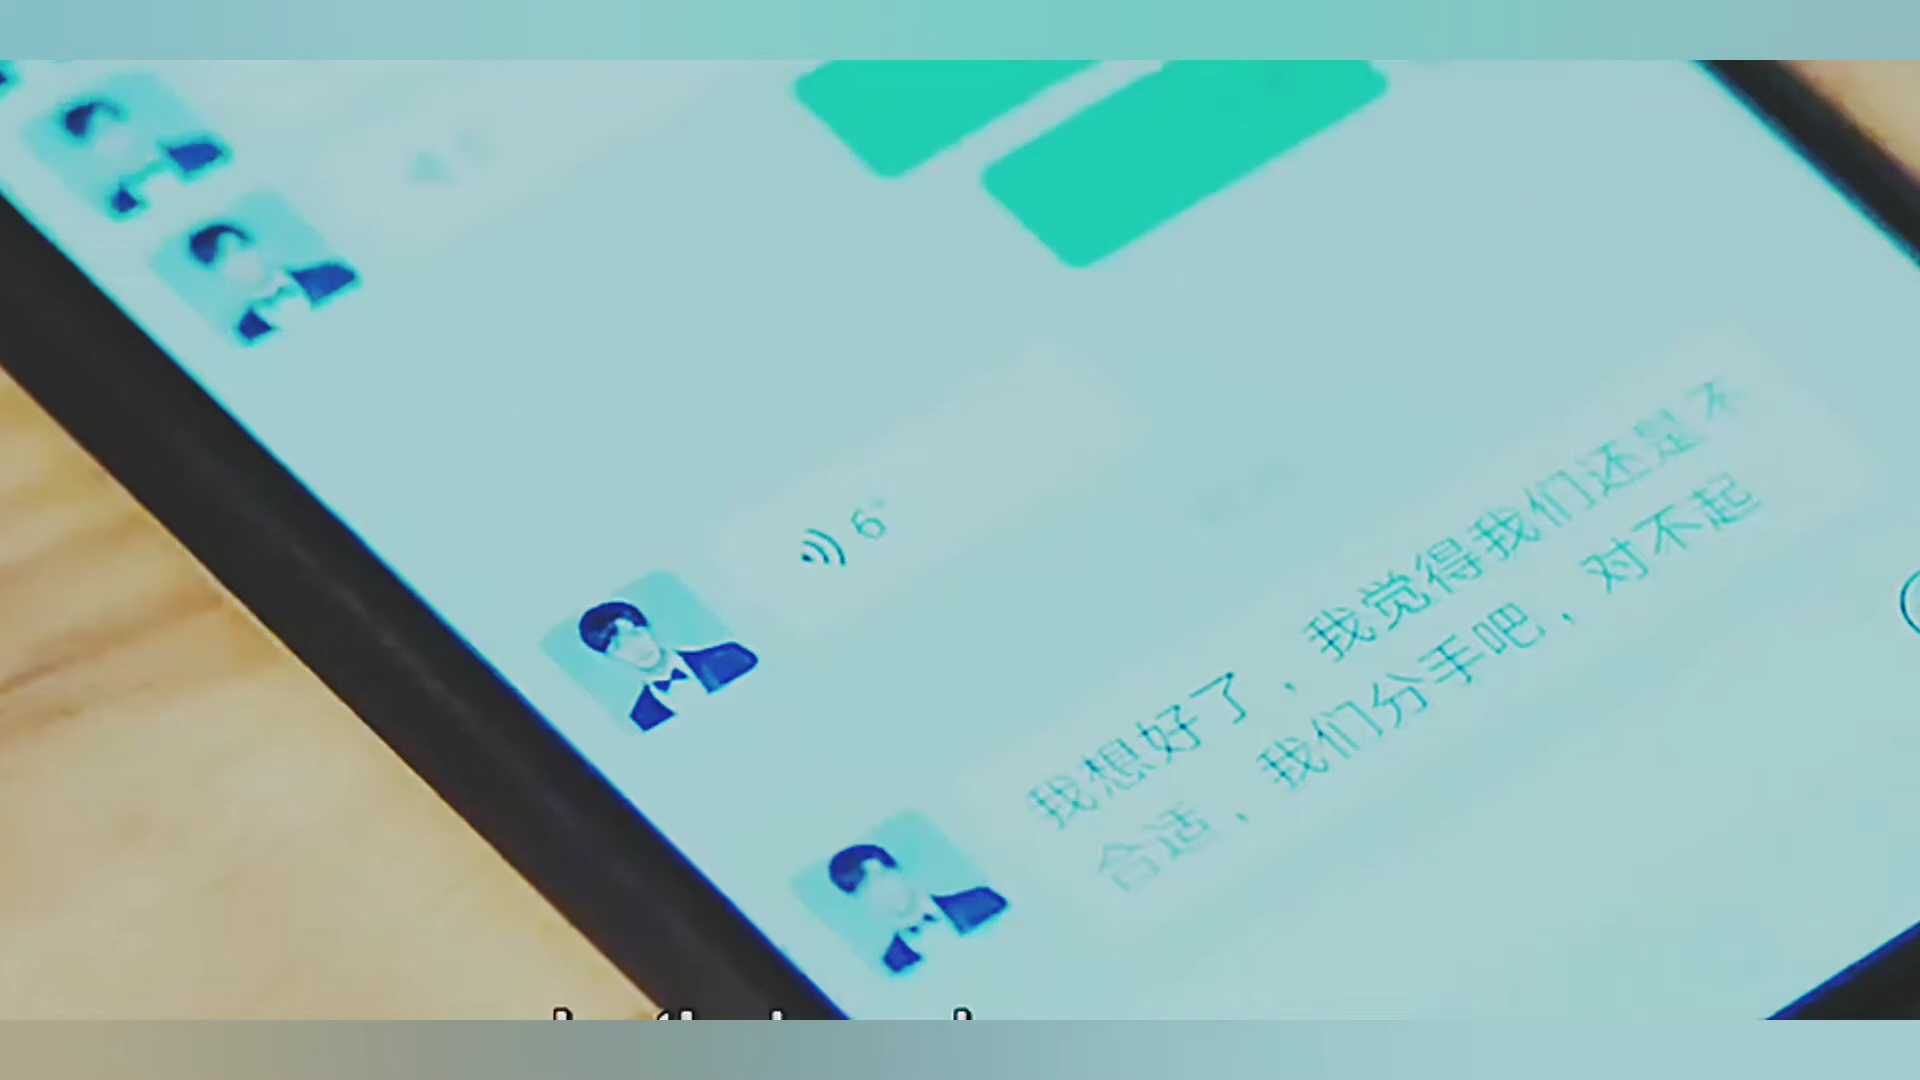 6"
我想好了，我觉得我们还是不
合适，我们分手吧，对不起